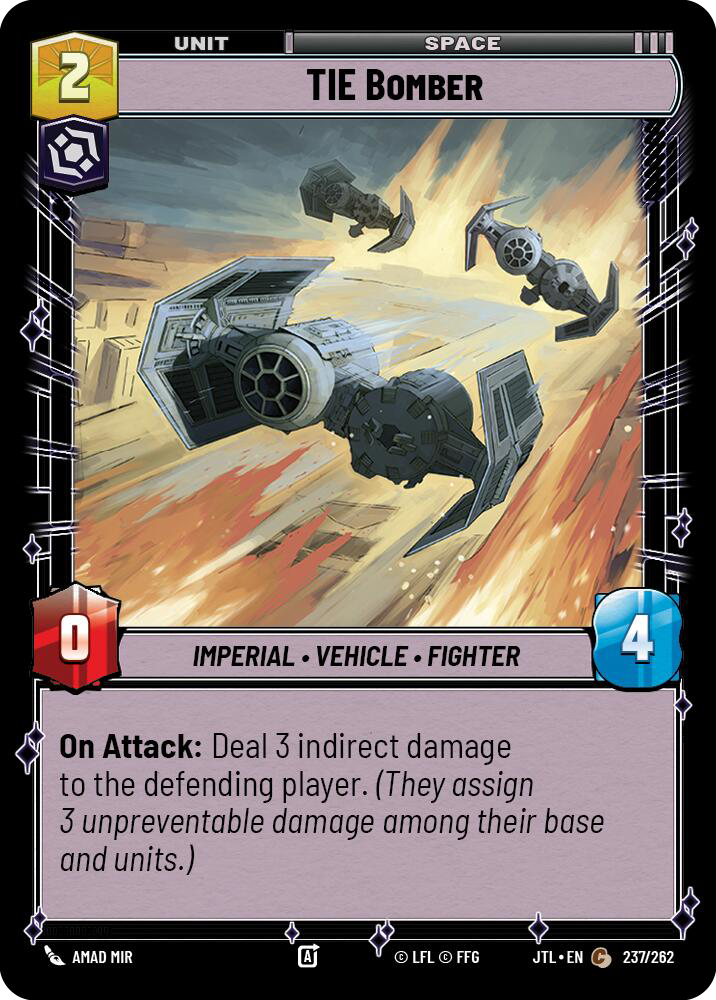 UNIT
SPACE
2
TIE BOMBER
0
IMPERIAL • VEHICLE • FIGHTER
4
On Attack: Deal 3 indirect damage
to the defending player. (They assign
3 unpreventable damage among their base
and units.)
AMAD MIR
A
© LFL © FFG
JTL • EN
C
237/262